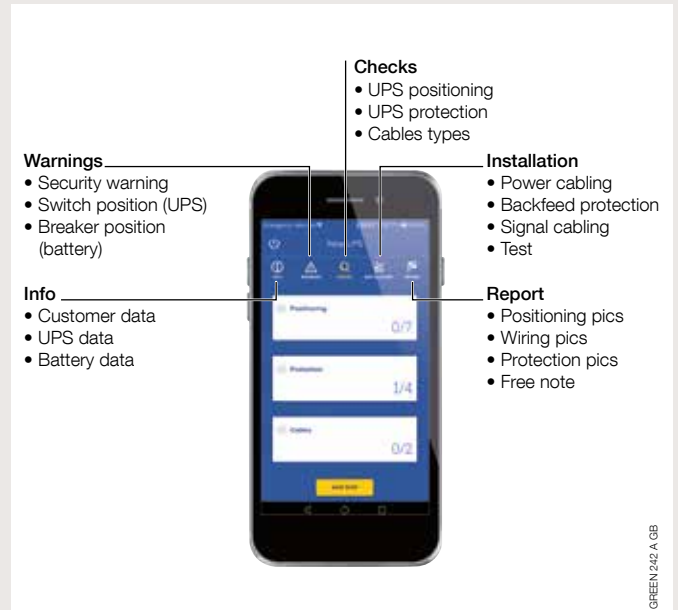 Checks
• UPS positioning
• UPS protection
• Cables types
Warnings
• Security warning
• Switch position (UPS)
• Breaker position
(battery)
Installation
• Power cabling
• Backfeed protection
• Signal cabling
• Test
Info
• Customer data
• UPS data
• Battery data
Report
• Positioning pics
• Wiring pics
• Protection pics
• Free note
Positioning
0/7
Protection
1/4
Cables
0/2
GREEN 242 A GB